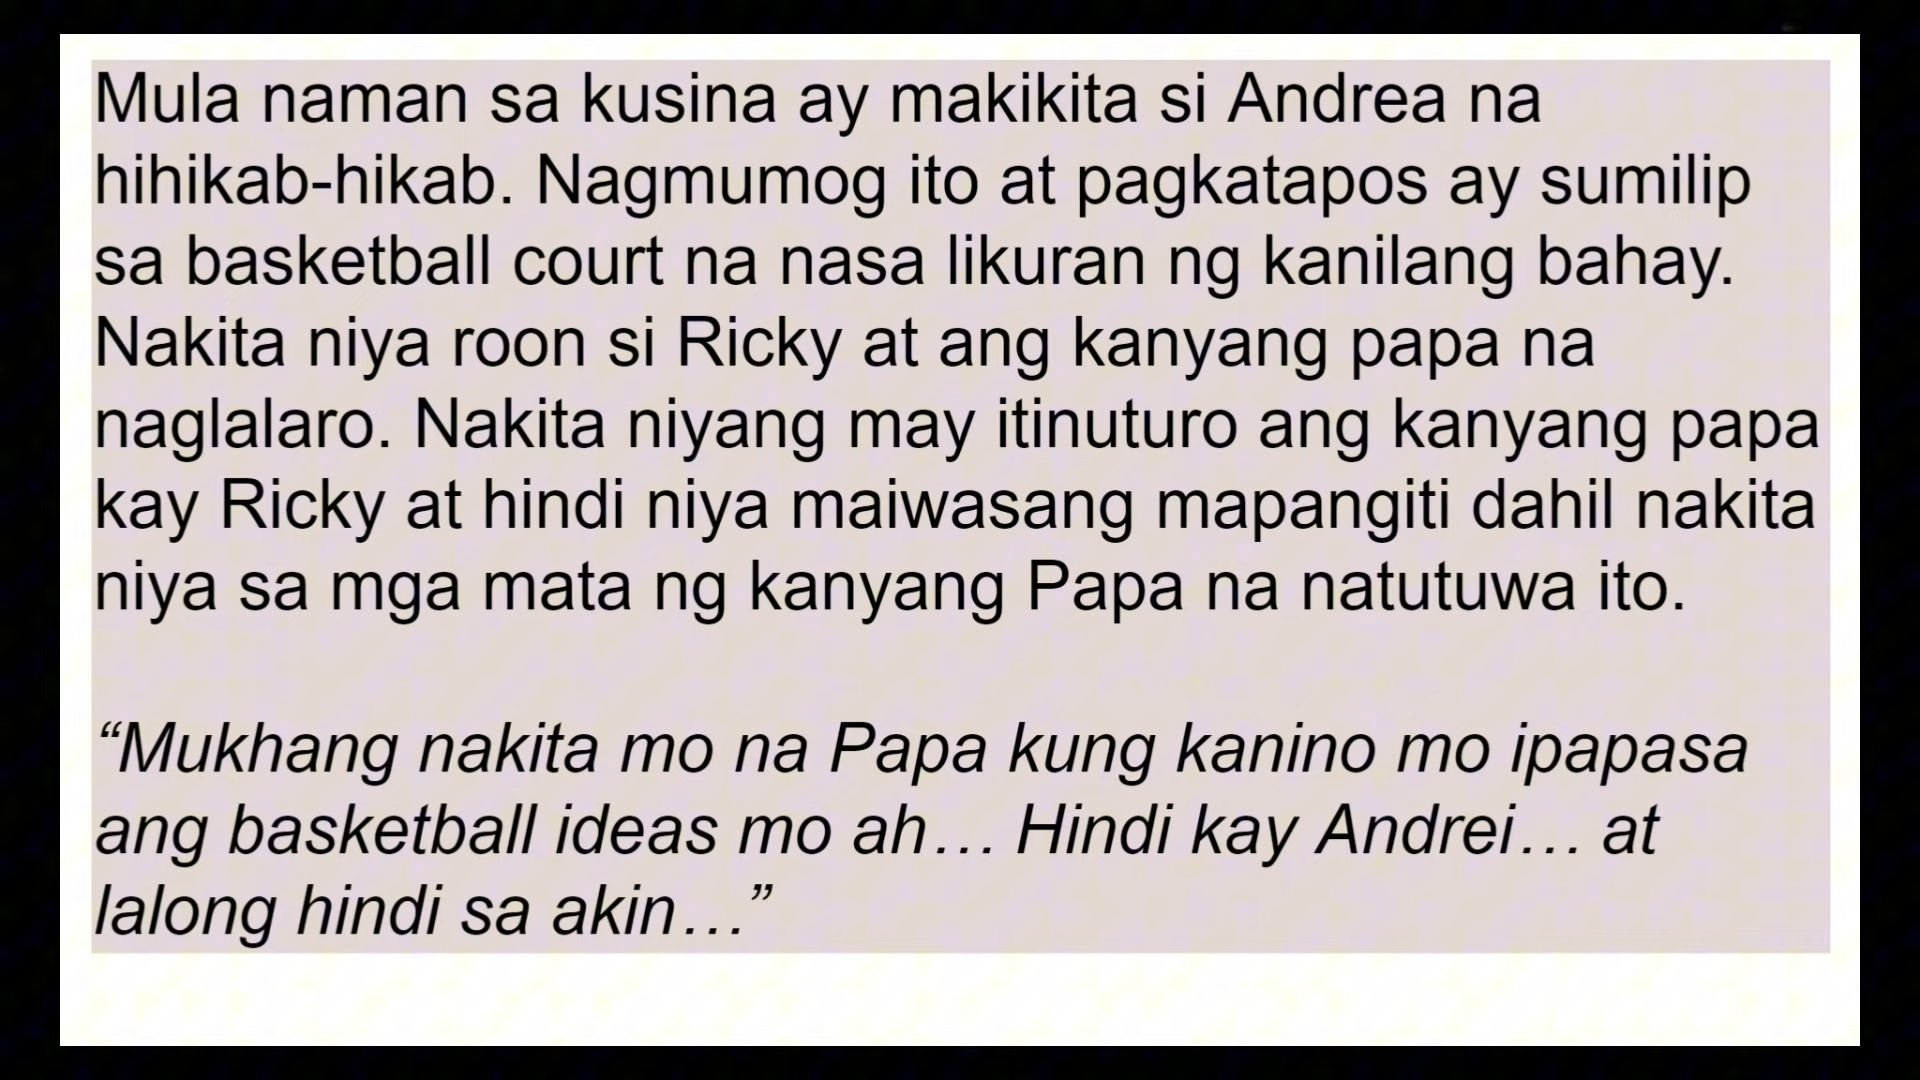 Mula naman sa kusina ay makikita si Andrea na
hihikab-hikab. Nagmumog ito at pagkatapos ay sumilip
sa basketball court na nasa likuran ng kanilang bahay.
Nakita niya roon si Ricky at ang kanyang papa na
naglalaro. Nakita niyang may itinuturo ang kanyang papa
kay Ricky at hindi niya maiwasang mapangiti dahil nakita
niya sa mga mata ng kanyang Papa na natutuwa ito.
“Mukhang nakita mo na Papa kung kanino mo ipapasa
ang basketball ideas mo ah… Hindi kay Andrei… at
lalong hindi sa akin…”